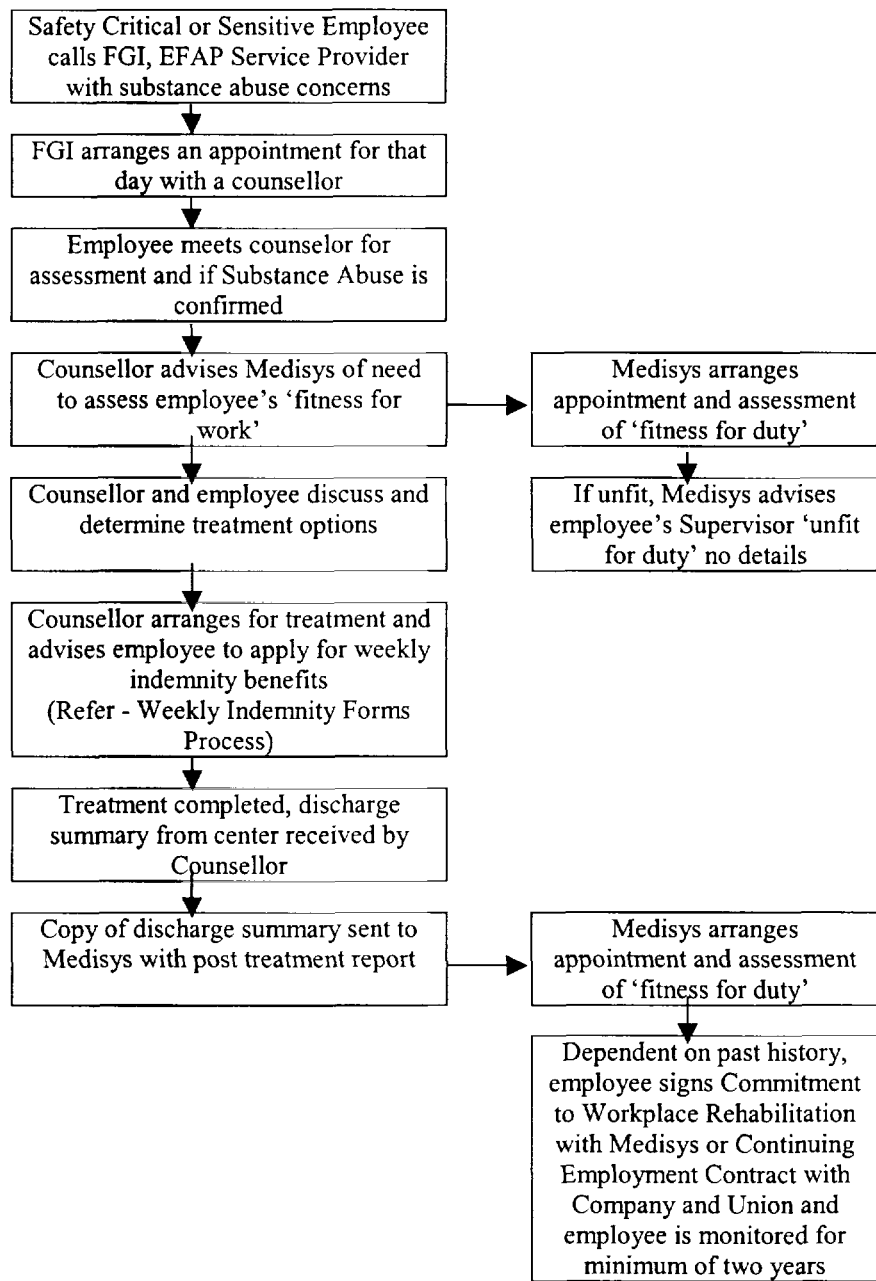 Safety Critical or Sensitive Employee
calls FGI, EFAP Service Provider
with substance abuse concerns
FGI arranges an appointment for that
day with a counsellor
Employee meets counselor for
assessment and if Substance Abuse is
confirmed
Counsellor advises Medisys of need
to assess employee's 'fitness for
work'
Medisys arranges
appointment and assessment
of 'fitness for duty'
Counsellor and employee discuss and
determine treatment options
If unfit, Medisys advises
employee's Supervisor 'unfit
for duty' no details
Counsellor arranges for treatment and
advises employee to apply for weekly
indemnity benefits
(Refer - Weekly Indemnity Forms
Process)
Treatment completed, discharge
summary from center received by
Counsellor
Copy of discharge summary sent to
Medisys with post treatment report
Medisys arranges
appointment and assessment
of 'fitness for duty'
Dependent on past history,
employee signs Commitment
to Workplace Rehabilitation
with Medisys or Continuing
Employment Contract with
Company and Union and
employee is monitored for
minimum of two years